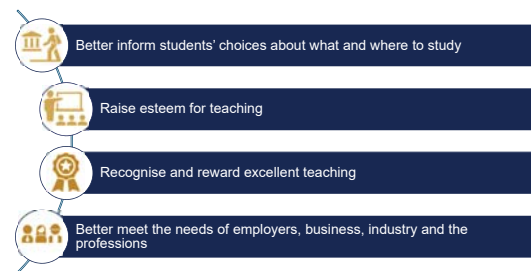 Better inform students' choices about what and where to study
Raise esteem for teaching
Recognise and reward excellent teaching
Better meet the needs of employers, business, industry and the
professions